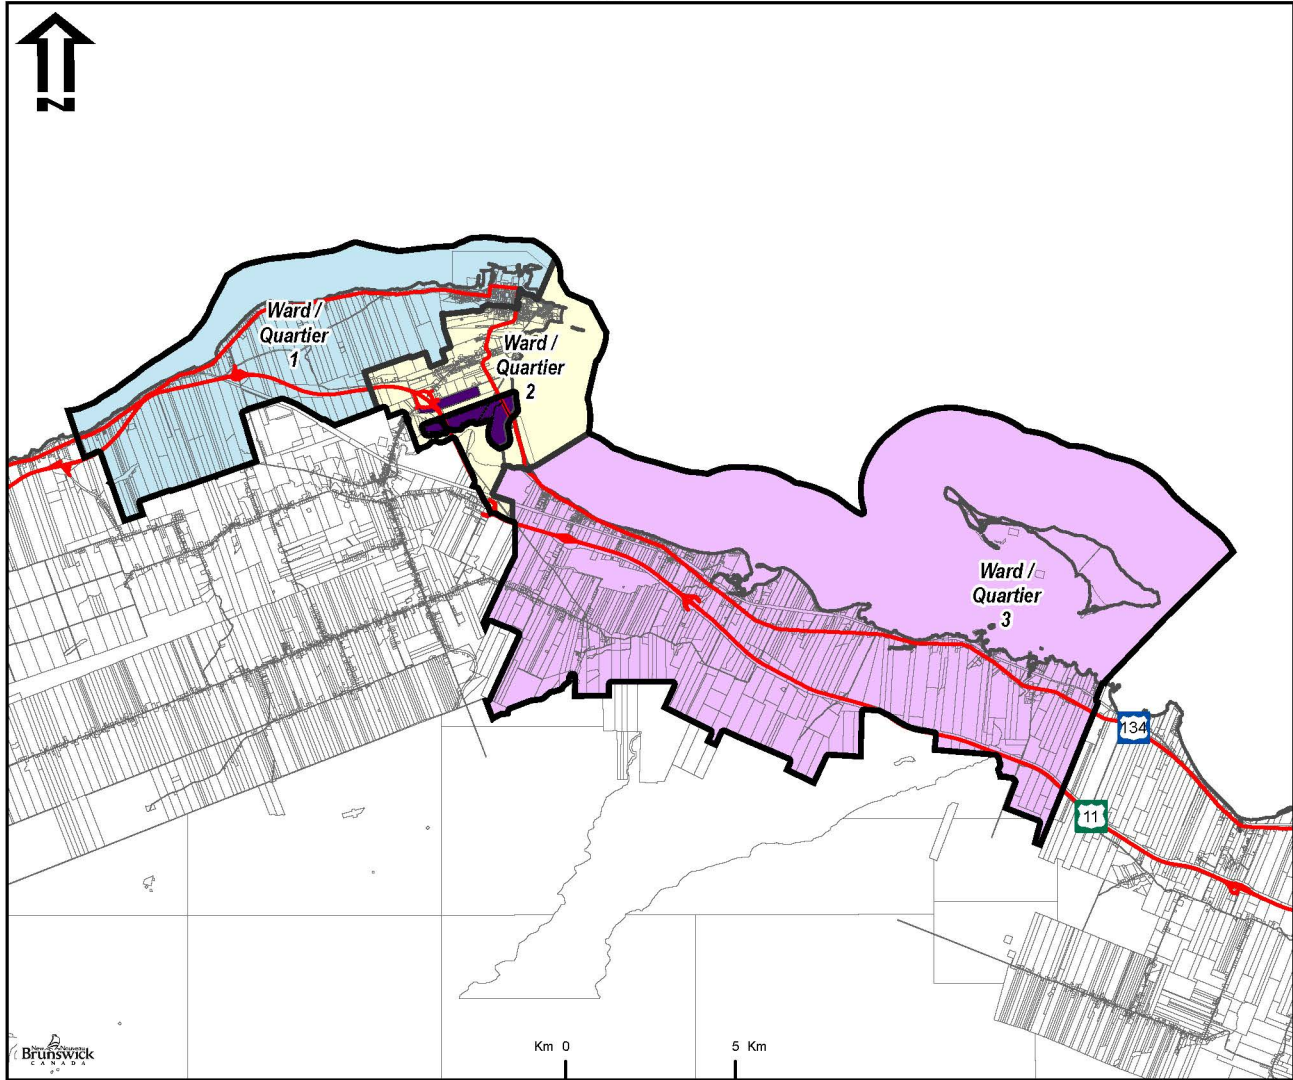 N
Ward /
Quartier
1
Ward /
Quartier
2
Ward /
Quartier
3
134
11
New Nouveau
Brunswick
CANADA
Km 0 5 Km